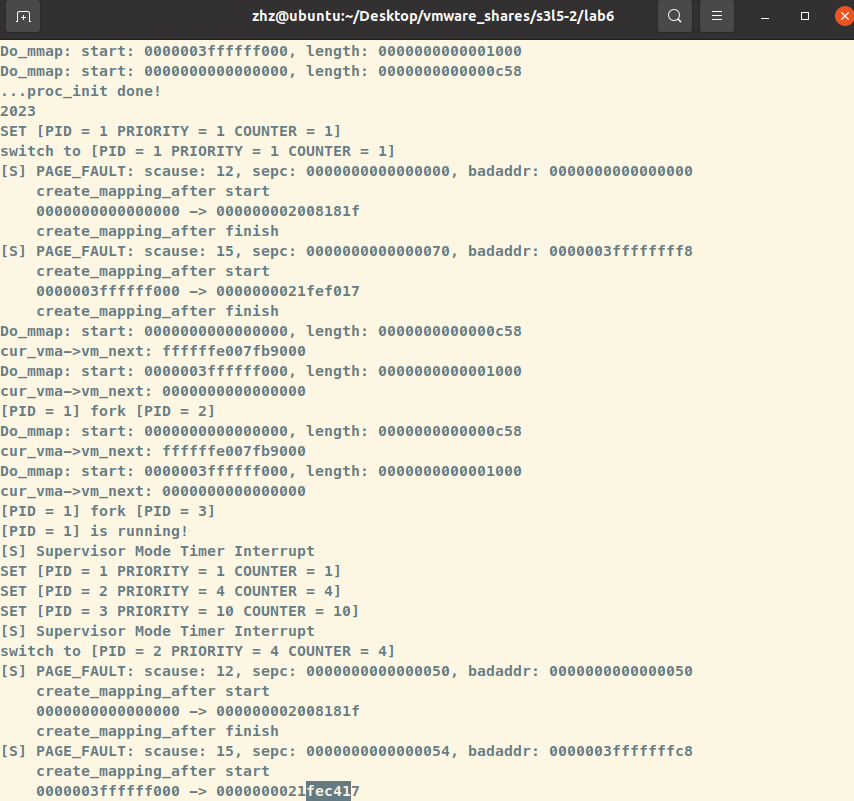 zhz@ubuntu:~/Desktop/vmware_shares/s3l5-2/lab6
Do_mmap: start: 0000003ffffff000, length: 0000000000001000
Do_mmap: start: 0000000000000000, length: 0000000000000c58
...proc_init done!
2023
SET [PID = 1 PRIORITY = 1 COUNTER = 1]
switch to [PID = 1 PRIORITY = 1 COUNTER = 1]
[S] PAGE_FAULT: scause: 12, sepc: 0000000000000000, badaddr: 0000000000000000
    create_mapping_after start
    0000000000000000 -> 000000002008181f
    create_mapping_after finish
[S] PAGE_FAULT: scause: 15, sepc: 0000000000000070, badaddr: 0000003ffffffff8
    create_mapping_after start
    0000003ffffff000 -> 0000000021fef017
    create_mapping_after finish
Do_mmap: start: 0000000000000000, length: 0000000000000c58
cur_vma->vm_next: ffffffe007fb9000
Do_mmap: start: 0000003ffffff000, length: 0000000000001000
cur_vma->vm_next: 0000000000000000
[PID = 1] fork [PID = 2]
Do_mmap: start: 0000000000000000, length: 0000000000000c58
cur_vma->vm_next: ffffffe007fb9000
Do_mmap: start: 0000003ffffff000, length: 0000000000001000
cur_vma->vm_next: 0000000000000000
[PID = 1] fork [PID = 3]
[PID = 1] is running!
[S] Supervisor Mode Timer Interrupt
SET [PID = 1 PRIORITY = 1 COUNTER = 1]
SET [PID = 2 PRIORITY = 4 COUNTER = 4]
SET [PID = 3 PRIORITY = 10 COUNTER = 10]
[S] Supervisor Mode Timer Interrupt
switch to [PID = 2 PRIORITY = 4 COUNTER = 4]
[S] PAGE_FAULT: scause: 12, sepc: 0000000000000050, badaddr: 0000000000000050
    create_mapping_after start
    0000000000000000 -> 000000002008181f
    create_mapping_after finish
[S] PAGE_FAULT: scause: 15, sepc: 0000000000000054, badaddr: 0000003fffffffc8
    create_mapping_after start
    0000003ffffff000 -> 0000000021fec417